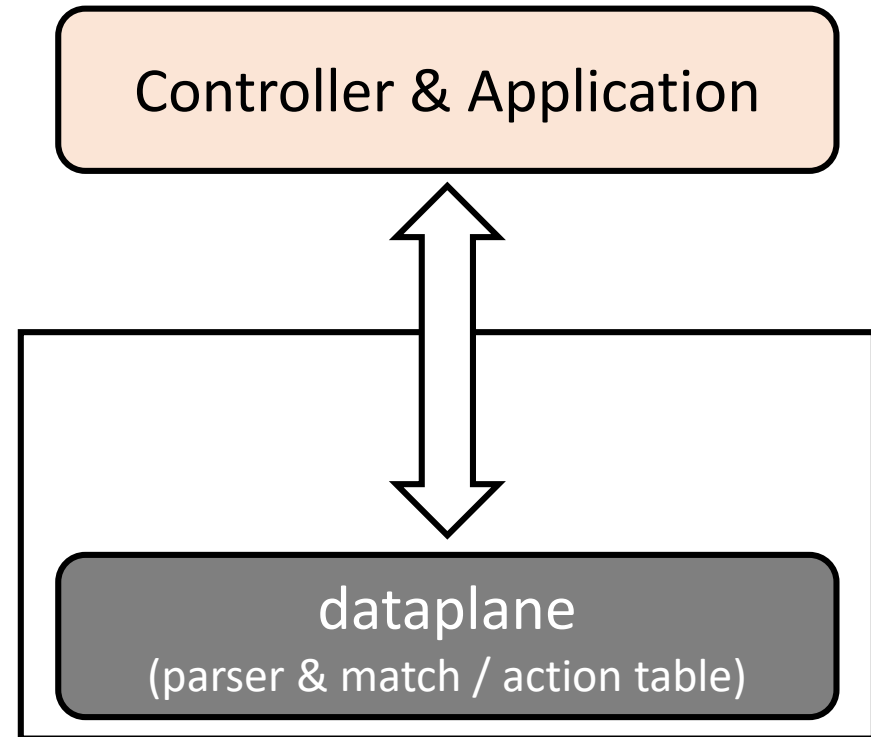 Controller & Application
dataplane
(parser & match / action table)